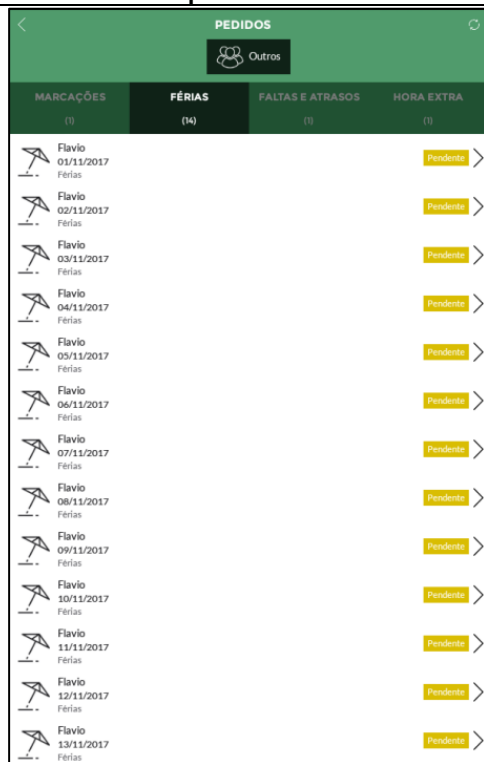 PEDIDOS
Outros
MARCAÇÕES FÉRIAS FALTAS E ATRASOS HORA EXTRA
(1) (14) (1) (1)
Flavio
01/11/2017 Pendente
Férias
Flavio
02/11/2017 Pendente
Férias
Flavio
03/11/2017 Pendente
Férias
Flavio
04/11/2017 Pendente
Férias
Flavio
05/11/2017 Pendente
Férias
Flavio
06/11/2017 Pendente
Férias
Flavio
07/11/2017 Pendente
Férias
Flavio
08/11/2017 Pendente
Férias
Flavio
09/11/2017 Pendente
Férias
Flavio
10/11/2017 Pendente
Férias
Flavio
11/11/2017 Pendente
Férias
Flavio
12/11/2017 Pendente
Férias
Flavio
13/11/2017 Pendente
Férias